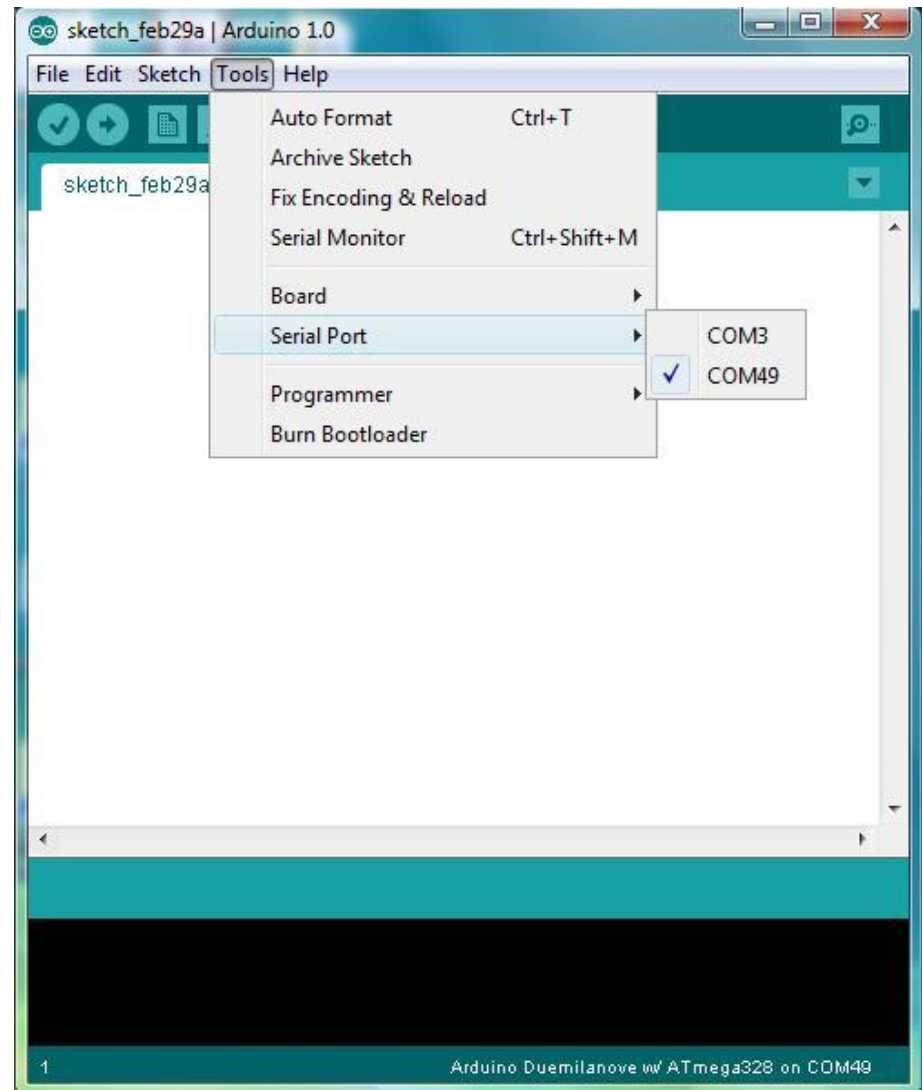 sketch_feb29a | Arduino 1.0
File Edit Sketch Tools Help
sketch_feb29a
Auto Format Ctrl+T
Archive Sketch
Fix Encoding & Reload
Serial Monitor Ctrl+Shift+M
Board
Serial Port
COM3
COM49
Programmer
Burn Bootloader
1 Arduino Duemilanove w/ ATmega328 on COM49